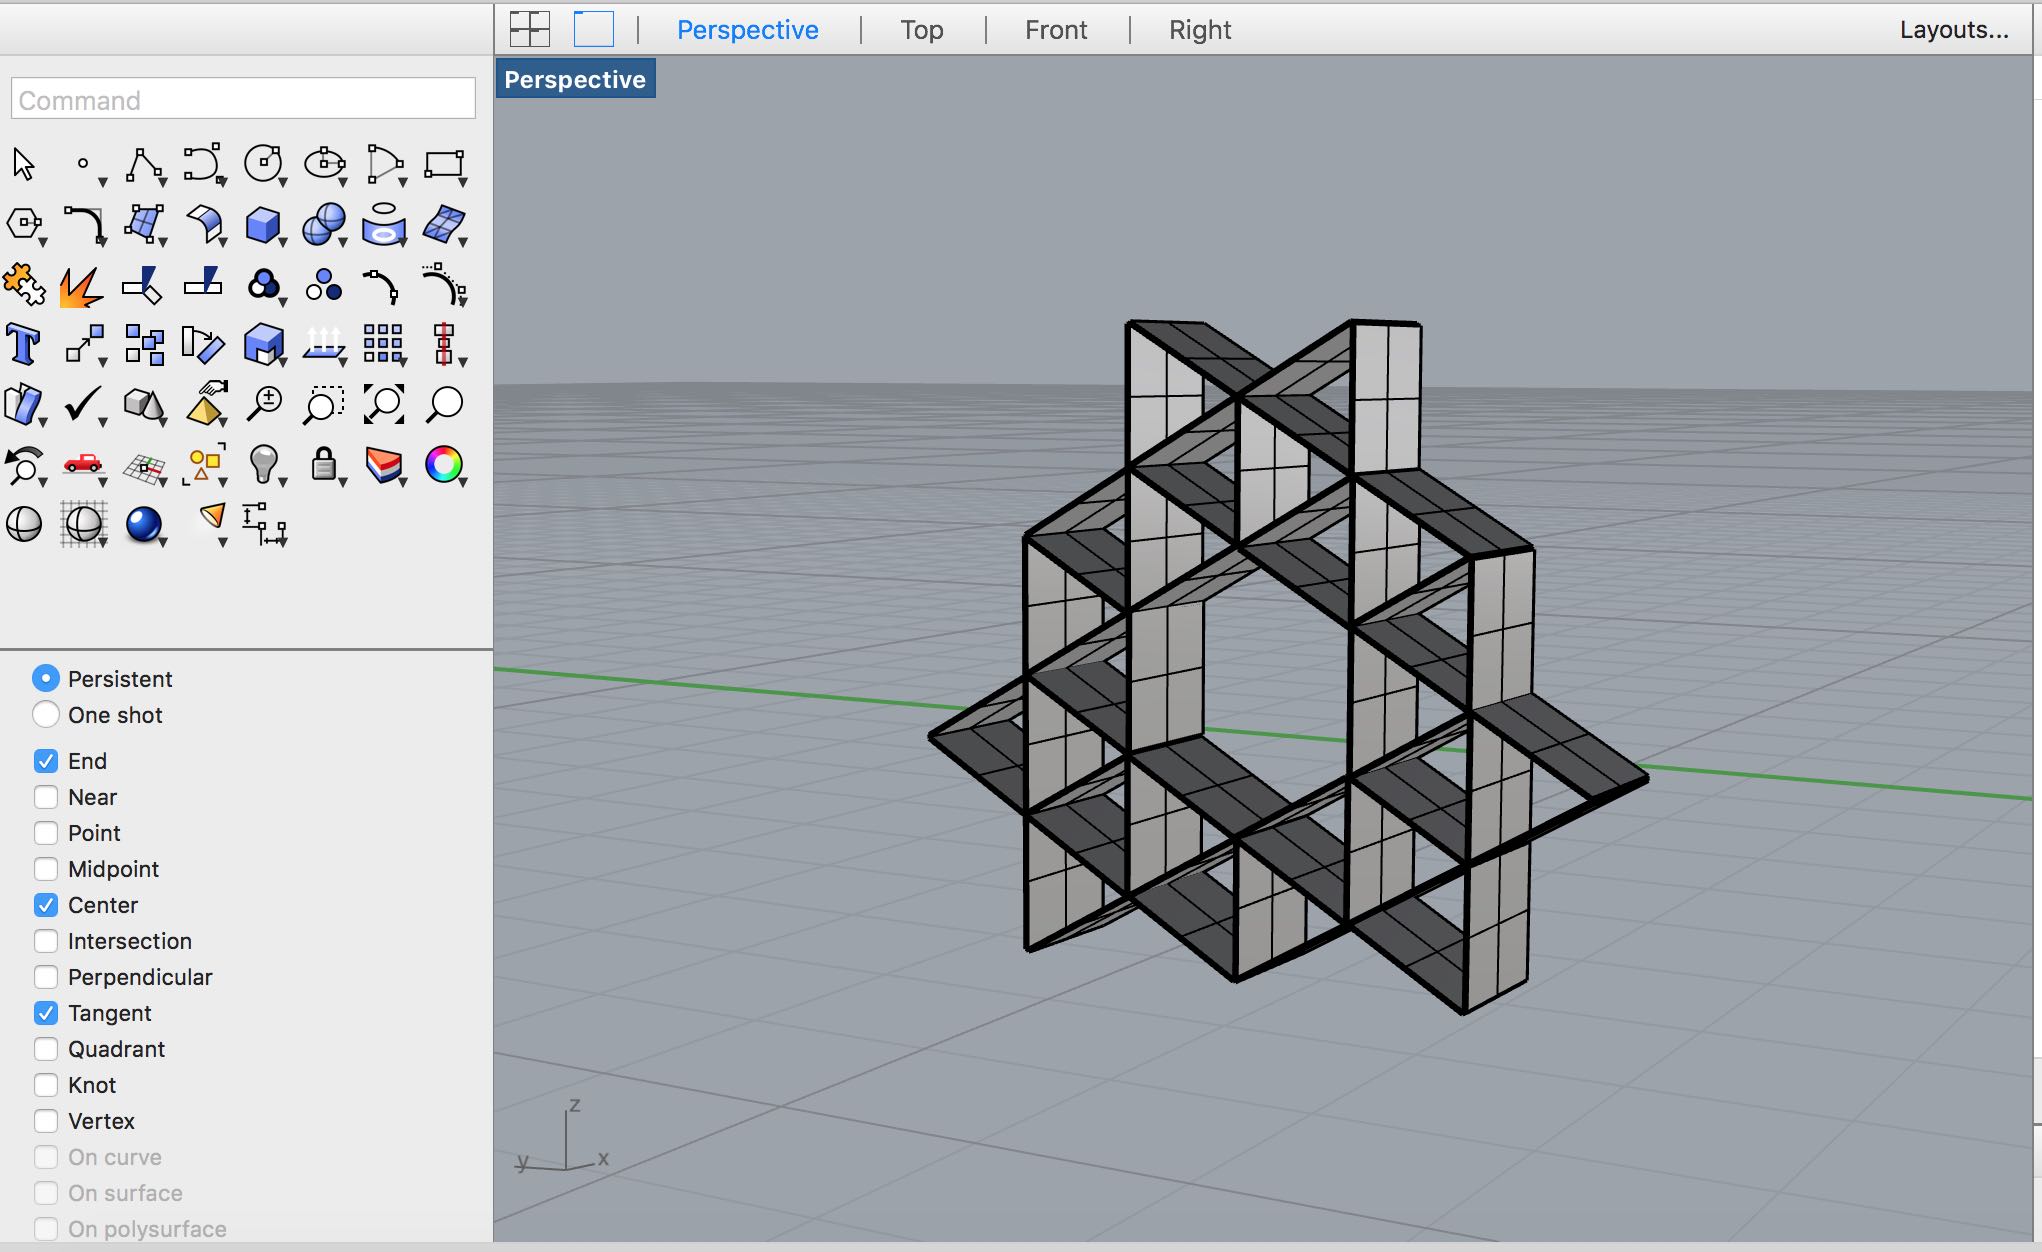 Perspective
Top
Front
Right
Layouts...
Perspective
Command
Persistent
One shot
End
Near
Point
Midpoint
Center
Intersection
Perpendicular
Tangent
Quadrant
Knot
Vertex
On curve
On surface
On polysurface
z
y
x